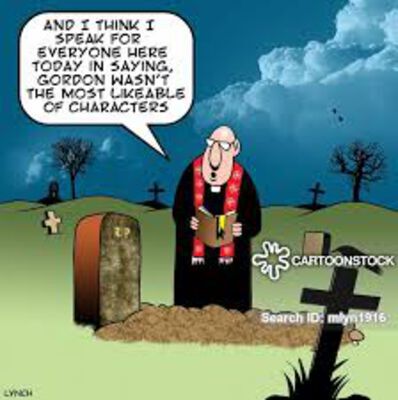 AND I THINK I
SPEAK FOR
EVERYONE HERE
TODAY IN SAYING,
GORDON WASN'T
THE MOST LIKEABLE
OF CHARACTERS
CARTOONSTOCK
Search ID: mlyn1916
LYNCH